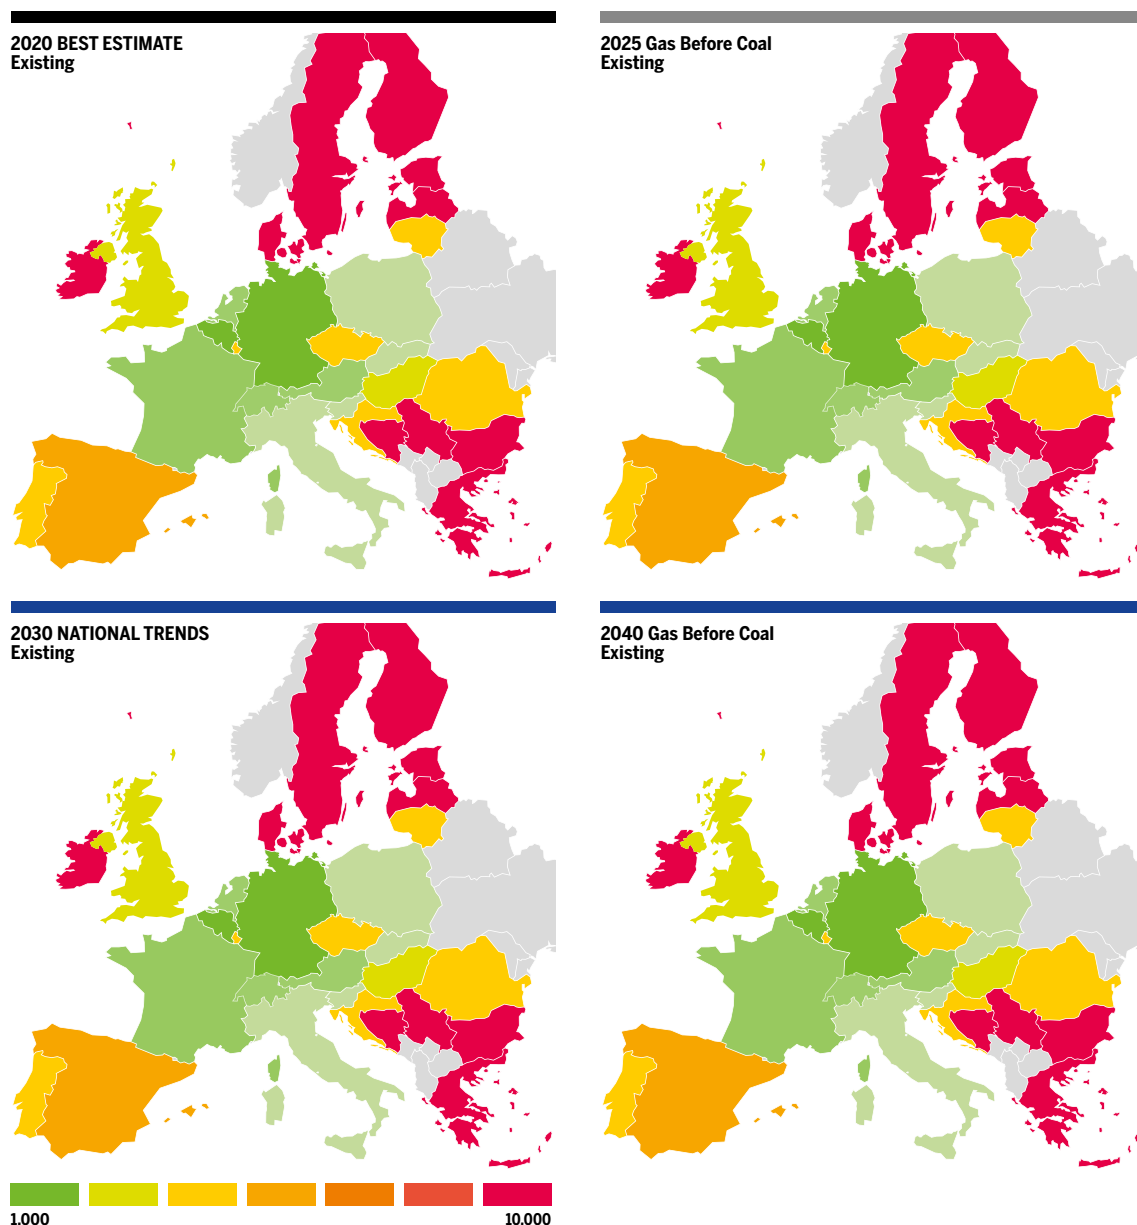 2020 BEST ESTIMATE
Existing
2025 Gas Before Coal
Existing
2030 NATIONAL TRENDS
Existing
2040 Gas Before Coal
Existing
1.000
10.000